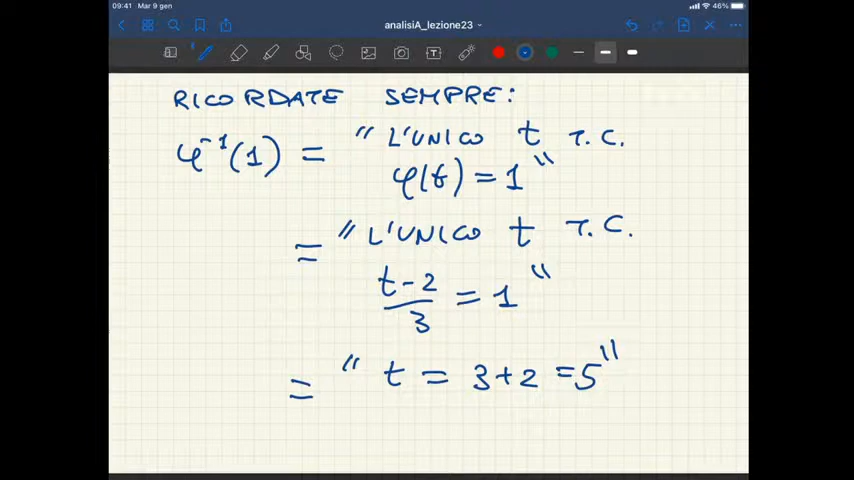 09:41 Mar 9 gen
46%
analisiA_lezione23
RICORDATE SEMPRE:
φ⁻¹(1) = "L'UNICO t T.C.
φ(t) = 1"
= "L'UNICO t T.C.
(t-2)/3 = 1"
= "t = 3+2 = 5"